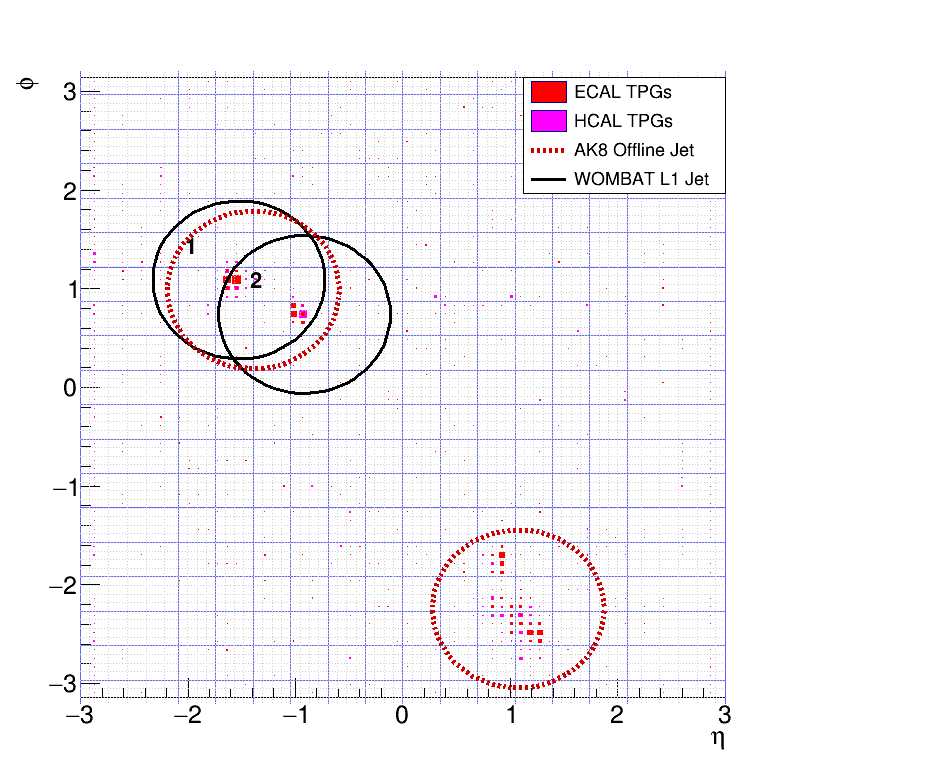 φ
3
ECAL TPGs
HCAL TPGs
AK8 Offline Jet
WOMBAT L1 Jet
2
1
2
1
0
−1
−2
−3
−3 −2 −1 0 1 2 3
η